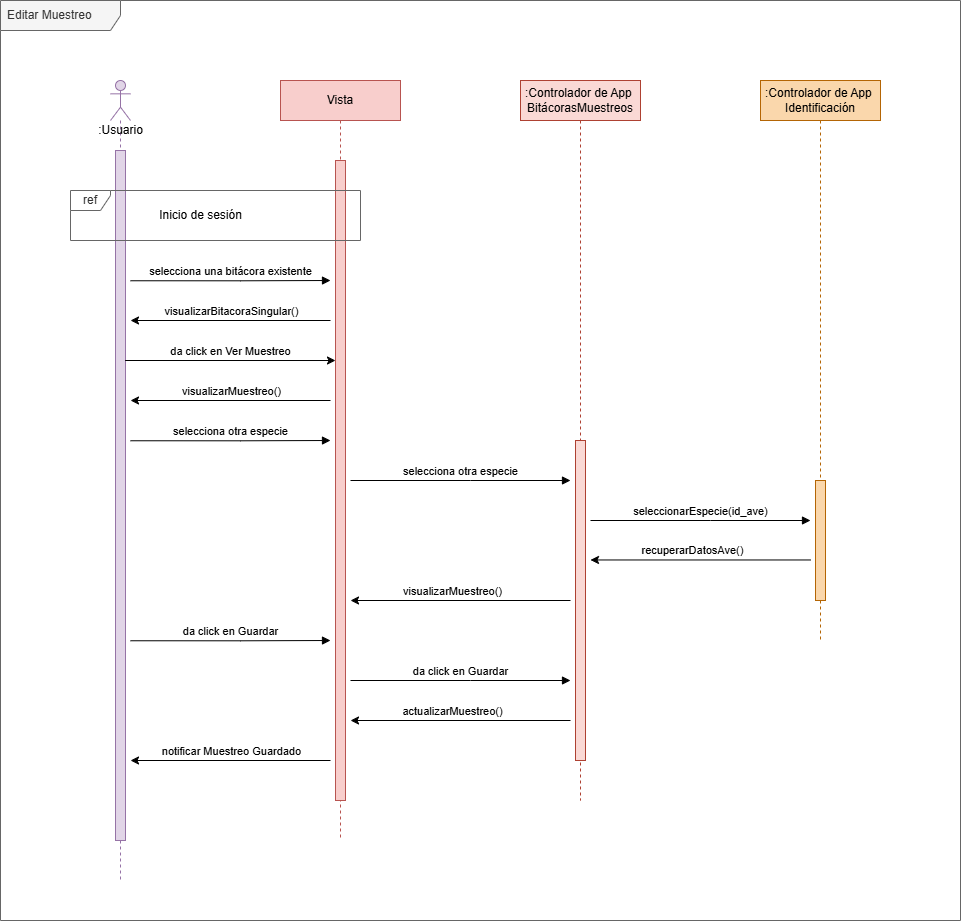 Editar Muestreo
:Usuario
Vista
:Controlador de App
BitácorasMuestreos
:Controlador de App
Identificación
ref
Inicio de sesión
selecciona una bitácora existente
visualizarBitacoraSingular()
da click en Ver Muestreo
visualizarMuestreo()
selecciona otra especie
selecciona otra especie
seleccionarEspecie(id_ave)
recuperarDatosAve()
visualizarMuestreo()
da click en Guardar
da click en Guardar
actualizarMuestreo()
notificar Muestreo Guardado